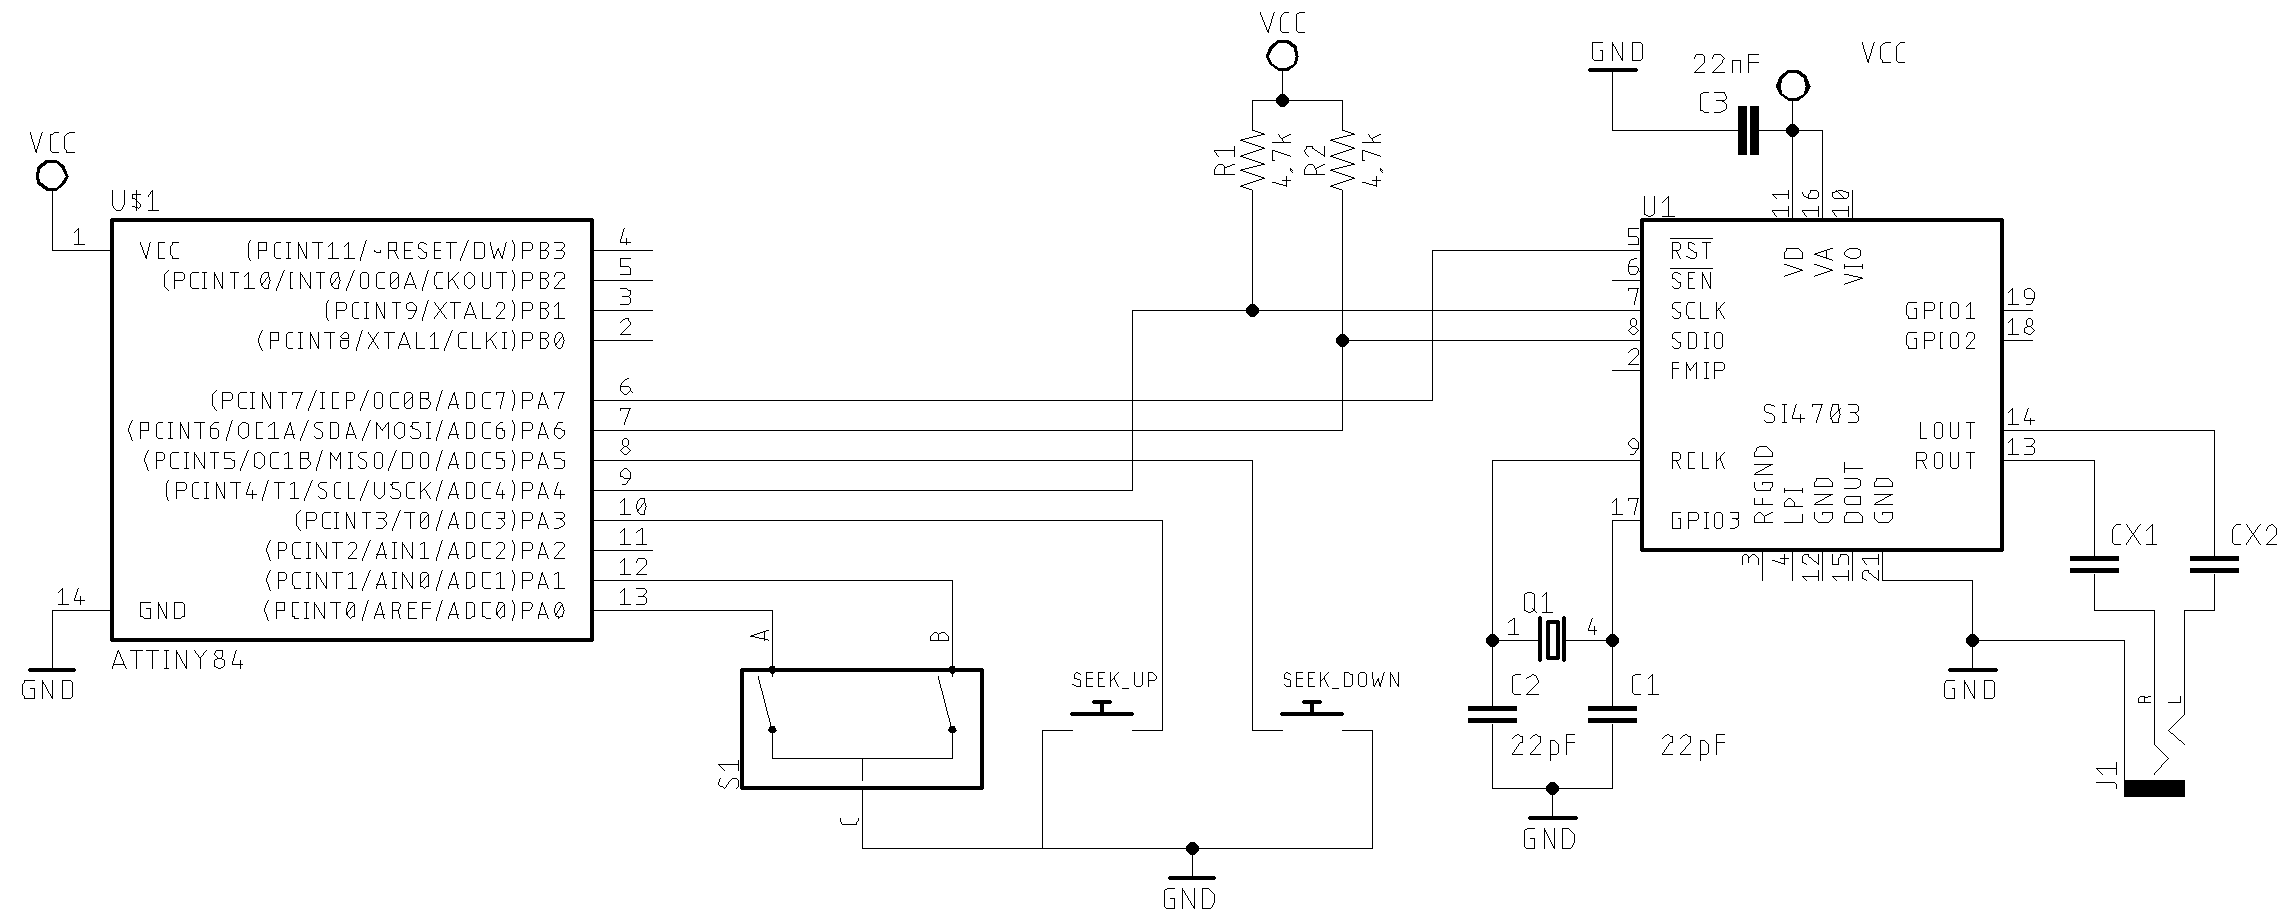 VCC
U$1
1
VCC
14
GND
GND
ATTINY84
(PCINT11/~RESET/DW)PB3
4
(PCINT10/INT0/OC0A/CKOUT)PB2
5
(PCINT9/XTAL2)PB1
3
(PCINT8/XTAL1/CLKI)PB0
2
(PCINT7/ICP/OC0B/ADC7)PA7
6
(PCINT6/OC1A/SDA/MOSI/ADC6)PA6
7
(PCINT5/OC1B/MISO/DO/ADC5)PA5
8
(PCINT4/T1/SCL/USCK/ADC4)PA4
9
(PCINT3/T0/ADC3)PA3
10
(PCINT2/AIN1/ADC2)PA2
11
(PCINT1/AIN0/ADC1)PA1
12
(PCINT0/AREF/ADC0)PA0
13
A
B
S1
C
SEEK_UP
SEEK_DOWN
GND
VCC
R1
4,7k
R2
4,7k
GND
22nF
C3
VCC
U1
11
16
10
VD
VA
VIO
5
RST
6
SEN
7
SCLK
8
SDIO
2
FMIP
9
RCLK
17
GPIO3
SI4703
GPIO1
19
GPIO2
18
LOUT
14
ROUT
13
RFGND
LPI
GND
DOUT
GND
3
4
12
15
21
Q1
1
4
C2
22pF
C1
22pF
GND
GND
CX1
CX2
R
L
J1